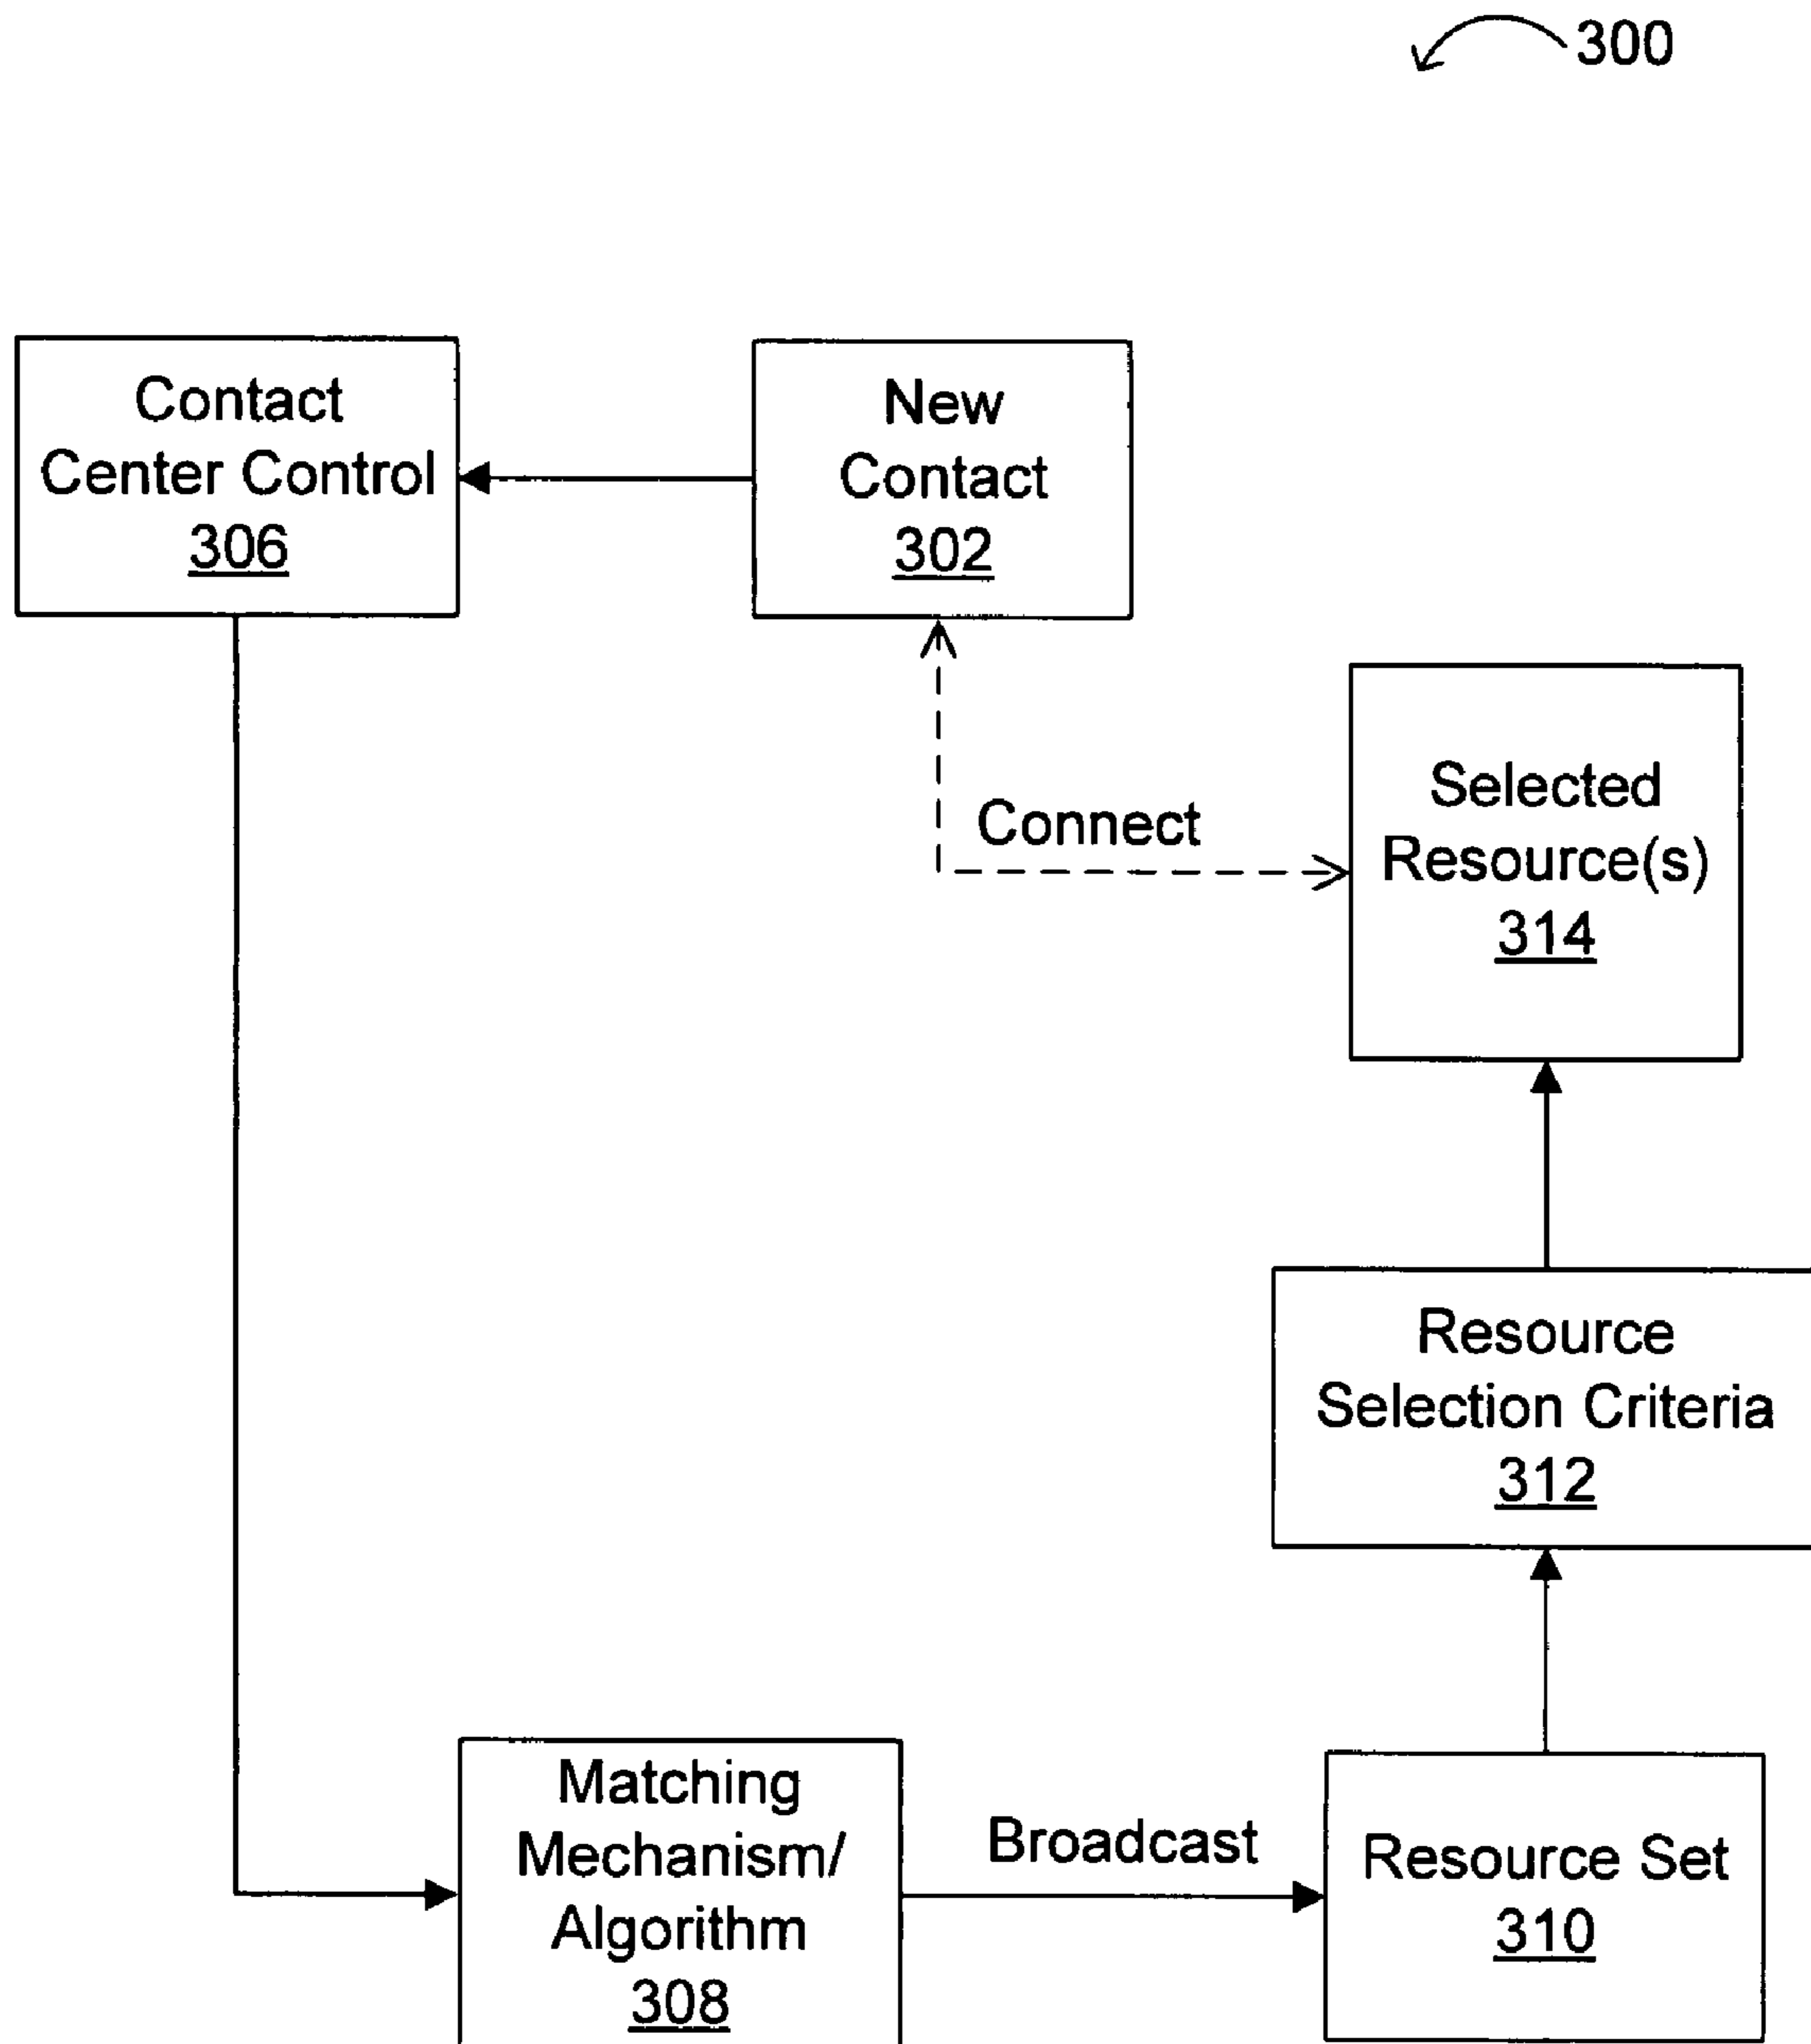 300
Contact
Center Control
306
New
Contact
302
Selected
Resource(s)
314
Connect
Resource
Selection Criteria
312
Matching
Mechanism/
Algorithm
308
Broadcast
Resource Set
310